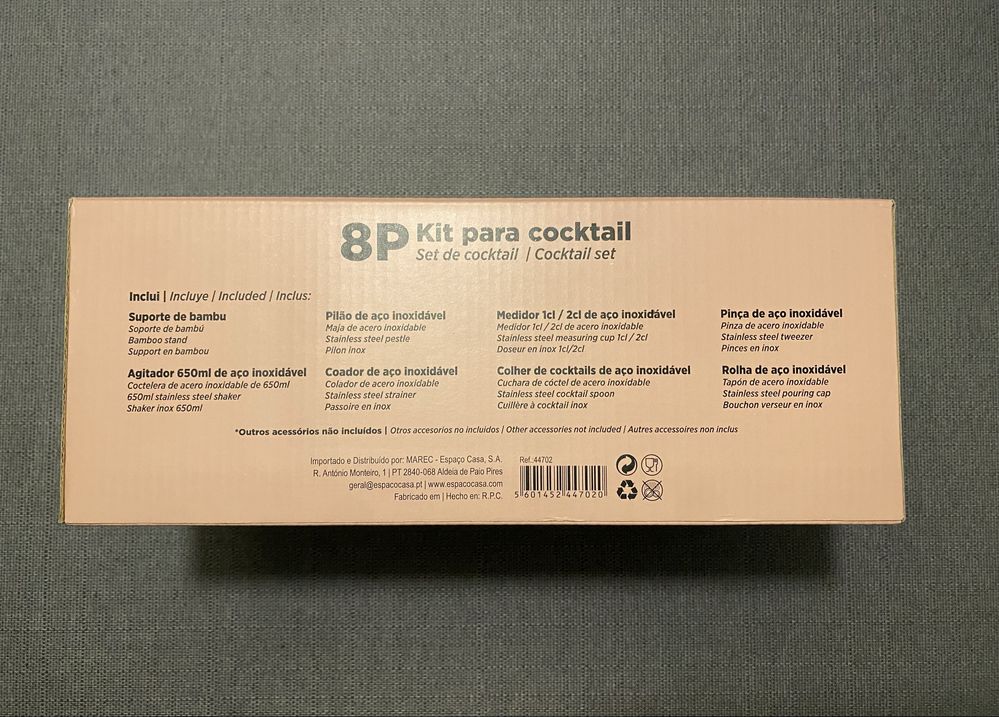 8P Kit para cocktail
Set de cocktail | Cocktail set
Inclui | Incluye | Included | Inclus:
Suporte de bambu
Soporte de bambú
Bamboo stand
Support en bambou
Pilão de aço inoxidável
Maja de acero inoxidable
Stainless steel pestle
Pilon inox
Medidor 1cl / 2cl de aço inoxidável
Medidor 1cl / 2cl de acero inoxidable
Stainless steel measuring cup 1cl / 2cl
Doseur en inox 1cl/2cl
Pinça de aço inoxidável
Pinza de acero inoxidable
Stainless steel tweezer
Pinces en inox
Agitador 650ml de aço inoxidável
Coctelera de acero inoxidable de 650ml
650ml stainless steel shaker
Shaker inox 650ml
Coador de aço inoxidável
Colador de acero inoxidable
Stainless steel strainer
Passoire en inox
Colher de cocktails de aço inoxidável
Cuchara de cóctel de acero inoxidable
Stainless steel cocktail spoon
Cuillère à cocktail inox
Rolha de aço inoxidável
Tapón de acero inoxidable
Stainless steel pouring cap
Bouchon verseur en inox
*Outros acessórios não incluídos | Otros accesorios no incluidos | Other accessories not included | Autres accessoires non inclus
Importado e Distribuído por: MAREC - Espaço Casa, S.A.
R. António Monteiro, 1 | PT 2840-068 Aldeia de Paio Pires
geral@espacocasa.pt | www.espacocasa.com
Fabricado em | Hecho en: R.P.C.
Ref.:44702
5 601452 447020